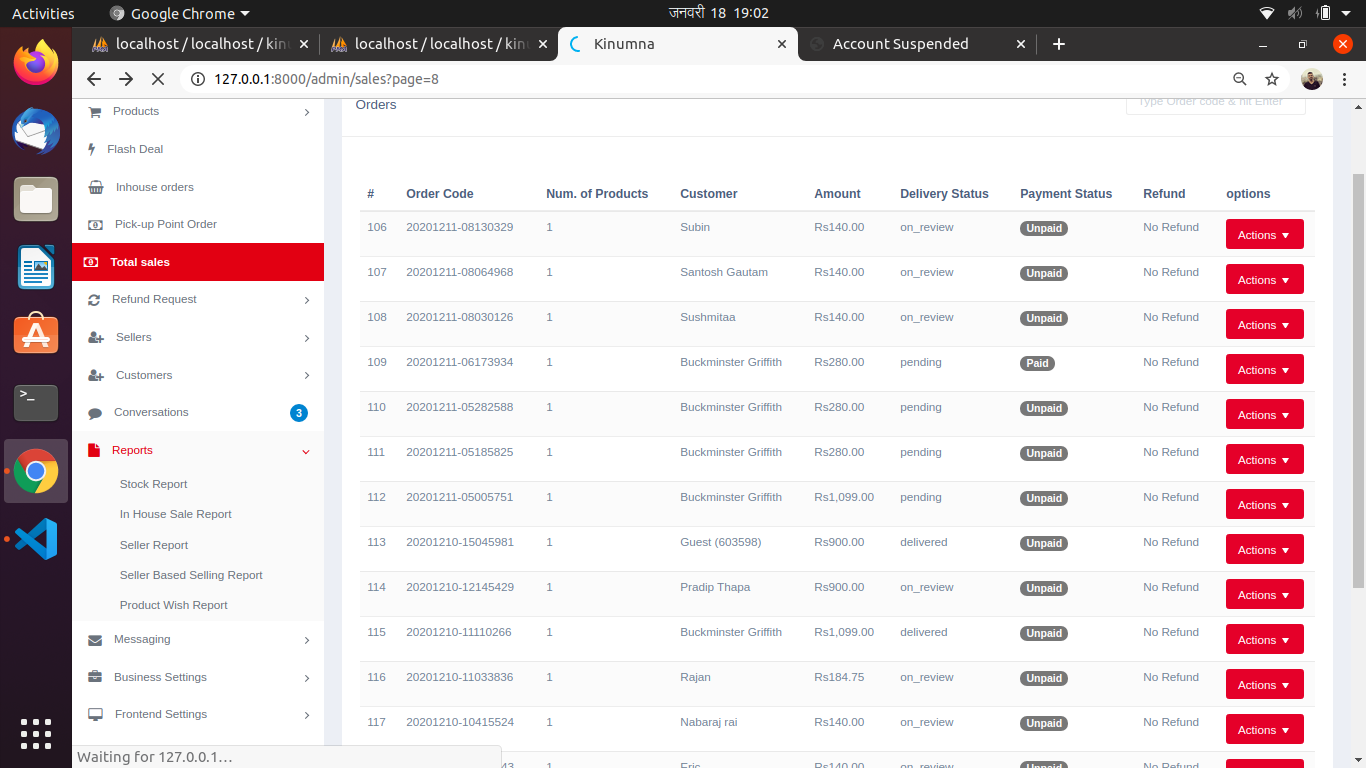 Activities Google Chrome जनवरी 18 19:02
localhost / localhost / kinu localhost / localhost / kinu Kinumna Account Suspended
127.0.0.1:8000/admin/sales?page=8
Products
Flash Deal
Inhouse orders
Pick-up Point Order
Total sales
Refund Request
Sellers
Customers
Conversations 3
Reports
Stock Report
In House Sale Report
Seller Report
Seller Based Selling Report
Product Wish Report
Messaging
Business Settings
Frontend Settings
Orders Type Order code & hit Enter
# Order Code Num. of Products Customer Amount Delivery Status Payment Status Refund options
106 20201211-08130329 1 Subin Rs140.00 on_review Unpaid No Refund Actions
107 20201211-08064968 1 Santosh Gautam Rs140.00 on_review Unpaid No Refund Actions
108 20201211-08030126 1 Sushmitaa Rs140.00 on_review Unpaid No Refund Actions
109 20201211-06173934 1 Buckminster Griffith Rs280.00 pending Paid No Refund Actions
110 20201211-05282588 1 Buckminster Griffith Rs280.00 pending Unpaid No Refund Actions
111 20201211-05185825 1 Buckminster Griffith Rs280.00 pending Unpaid No Refund Actions
112 20201211-05005751 1 Buckminster Griffith Rs1,099.00 pending Unpaid No Refund Actions
113 20201210-15045981 1 Guest (603598) Rs900.00 delivered Unpaid No Refund Actions
114 20201210-12145429 1 Pradip Thapa Rs900.00 on_review Unpaid No Refund Actions
115 20201210-11110266 1 Buckminster Griffith Rs1,099.00 delivered Unpaid No Refund Actions
116 20201210-11033836 1 Rajan Rs184.75 on_review Unpaid No Refund Actions
117 20201210-10415524 1 Nabaraj rai Rs140.00 on_review Unpaid No Refund Actions
43 1 Eric Rs140.00 on_review Unpaid No Refund
Waiting for 127.0.0.1…